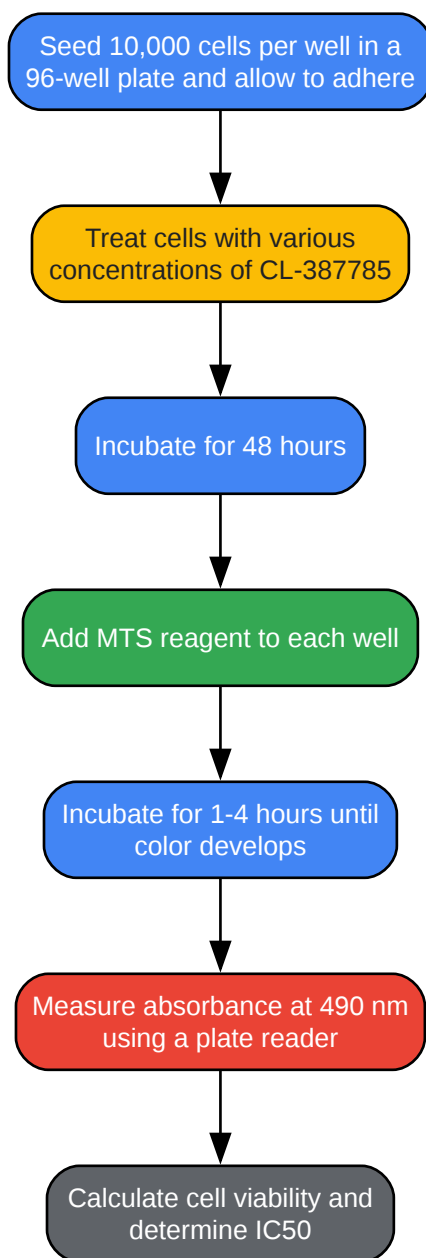 Seed 10,000 cells per well in a
96-well plate and allow to adhere
Treat cells with various
concentrations of CL-387785
Incubate for 48 hours
Add MTS reagent to each well
Incubate for 1-4 hours until
color develops
Measure absorbance at 490 nm
using a plate reader
Calculate cell viability and
determine IC50